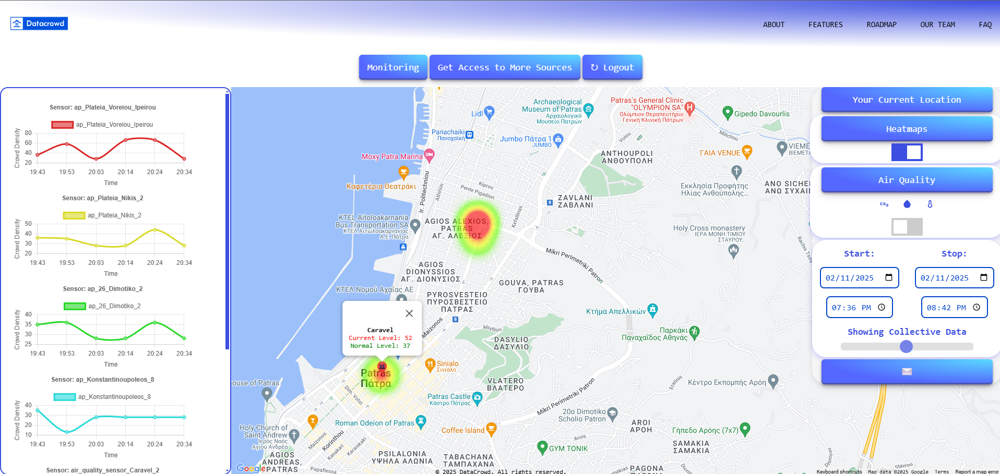 Datacrowd
ABOUT
FEATURES
ROADMAP
OUR TEAM
FAQ
Monitoring
Get Access to More Sources
↻ Logout
Sensor: ap_Plateia_Voreiou_Ipeirou
ap_Plateia_Voreiou_Ipeirou
Crowd Density
80
60
40
20
19:43 19:53 20:03 20:14 20:24 20:34
Time
Sensor: ap_Plateia_Nikis_2
ap_Plateia_Nikis_2
Crowd Density
50
40
30
20
19:43 19:53 20:03 20:14 20:24 20:34
Time
Sensor: ap_26_Dimotiko_2
ap_26_Dimotiko_2
Crowd Density
40
35
30
25
19:43 19:53 20:03 20:14 20:24 20:34
Time
Sensor: ap_Konstantinoupoleos_8
ap_Konstantinoupoleos_8
Crowd Density
40
30
20
10
19:43 19:53 20:03 20:14 20:24 20:34
Time
Sensor: air_quality_sensor_Caravel_2
Archaeological
Museum of Patras
Αρχαιολογικό
Μουσείο Πατρών
Patras's General Clinic
"OLYMPION SA"
Ολύμπιον Θεραπευτήριο
Γενική Κλινική Πάτρων
H
Gipedo Davourlis
Lidl
Panachaiki
Παναχαϊκή
Jumbo Πάτρα 1
JUMBO
Volou
Milichou
Moxy Patra Marina
ANTHOUPOLI
ΑΝΘΟΥΠΟΛΗ
ΓΑΙΑ VENUE
VIEME
ΒΙΕΜΕΤΑ
Καφετέρια Θεατράκι
Ir. Politechniou
Athinon
Kiprou
Pente Pigadion
Εκκλησία Προφήτης
Ηλίας Ανθούπολης...
ANO SICHEN
ΑΝΩ ΣΥΧΑΙΝ
8
ZAVLANI
ΖΑΒΛΑΝΙ
Kefallinas
KTEL Aitoloakarnania
Bus Transportation SA
ΚΤΕΛ Αιτωλοακαρνανίας
Α.Ε Πάτρα
AGIOS ALEXIOS,
PATRAS
ΑΓ. ΑΛΕΞΙΟΣ
Holy Cross monastery
ΙΕΡΑ ΜΟΝΗ ΤΙΜΙΟΥ
ΣΤΑΥΡΟΥ...
Rachis Tsog
Mikri Perimetriki Patron
AGIOS
DIONYSSIOS
ΑΓ. ΔΙΟΝΥΣΙΟΣ
GOUVA, PATRAS
ΓΟΥΒΑ
ΚΤΕΛ Νομού Αχαΐας ΑΕ
PYROSVESTEIO
ΠΥΡΟΣΒΕΣΤΕΙΟ
ΠΑΤΡΑΣ
8
Κτήμα Απελλικών
Maizonos
Alsylliou
Παρκάκι
Παναχαΐδος Αθηνάς
DASYLIO
ΔΑΣΥΛΙΟ
Caravel
Current Level: 52
Normal Level: 37
Patras
Πάτρα
Sinialo
Σινιάλο
Dim. Votsi
house of Patras
VLATERO
ΒΛΑΤΕΡΟ
Eratinis
Κέντρο Εκπομπής Αρόη
Patras Castle
Κάστρο Πάτρας
Mikri Perimetriki Patron
20o Dimotiko
Scholio Patron
Roman Odeion of Patras
Coffee Island
AROI
ΑΡΟΗ
Γήπεδο Αρόης (7x7)
Holy Church of
Saint Andrew
Ιερός Ναός
Αγίου Ανδρέα
Maizonos
Korinthou
Kanakari
Karaiskaki
Arois
GYM TONIK
SAMAKIA
ΣΑΜΑΚΙΑ
PSILALONIA
ΥΨΗΛΑ ΑΛΩΝΙΑ
TABACHANA
ΤΑΜΠΑΧΑΝΑ
AGIOS
ANDREAS,
PATRAS
Papaflessa
PAGONA
Stavrou
Google
© 2025 DataCrowd. All rights reserved.
Keyboard shortcuts
Map data ©2025 Google
Terms
Report a map error
Your Current Location
Heatmaps
Air Quality
CO2
Start:
Stop:
02/11/2025
02/11/2025
07:36 PM
08:42 PM
Showing Collective Data